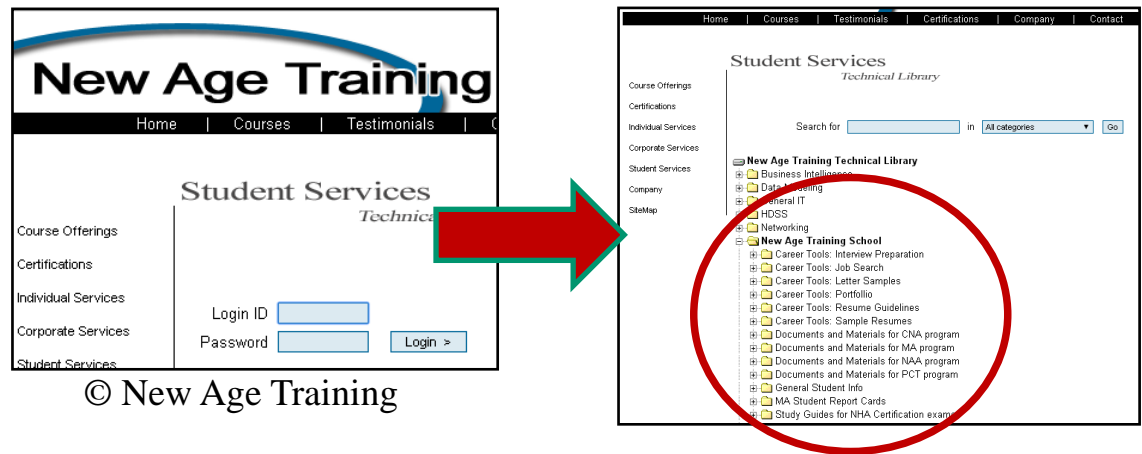 New Age Training
Home | Courses | Testimonials |
Student Services
Course Offerings
Certifications
Individual Services
Corporate Services
Student Services
Login ID
Password Login >
© New Age Training
Home | Courses | Testimonials | Certifications | Company | Contact
Student Services
Technical Library
Course Offerings
Certifications
Individual Services
Corporate Services
Student Services
Company
SiteMap
Search for in All categories Go
New Age Training Technical Library
Business Intelligence
Data Modeling
General IT
HDSS
Networking
New Age Training School
Career Tools: Interview Preparation
Career Tools: Job Search
Career Tools: Letter Samples
Career Tools: Portfollio
Career Tools: Resume Guidelines
Career Tools: Sample Resumes
Documents and Materials for CNA program
Documents and Materials for MA program
Documents and Materials for NAA program
Documents and Materials for PCT program
General Student Info
MA Student Report Cards
Study Guides for NHA Certification exams